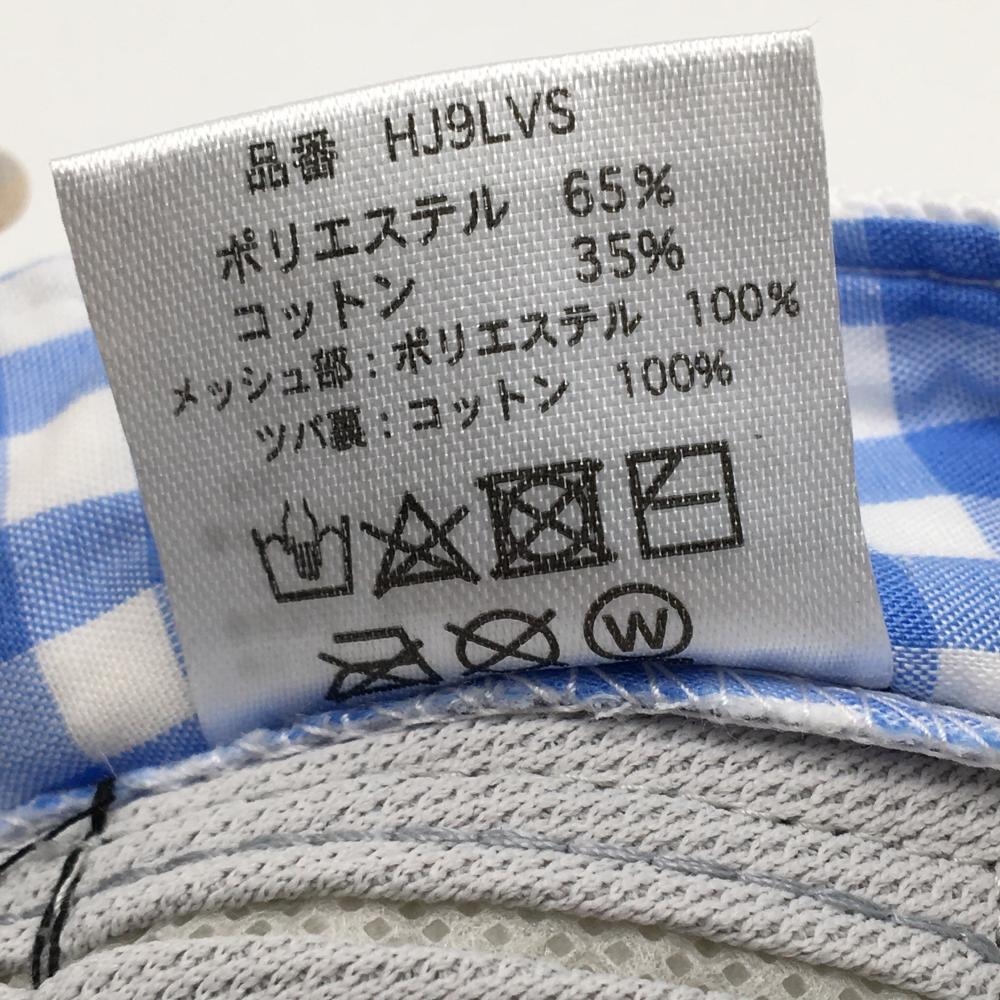 品番 HJ9LVS
ポリエステル 65%
コットン 35%
メッシュ部:ポリエステル 100%
ツバ裏:コットン 100%
W